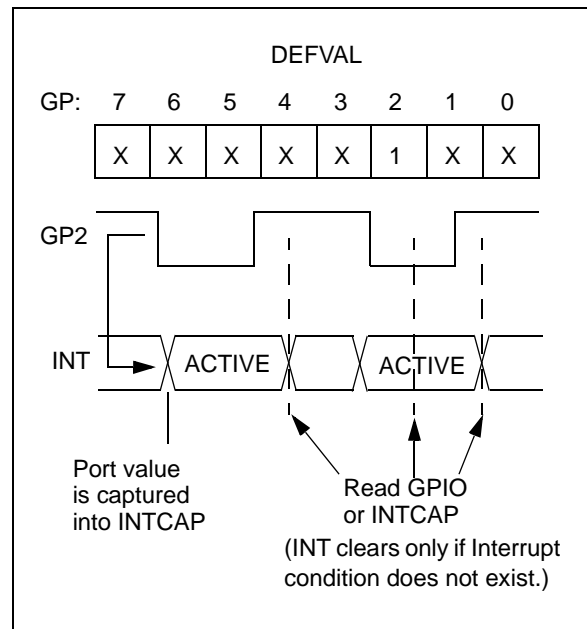 DEFVAL
GP: 7 6 5 4 3 2 1 0
X X X X X 1 X X
GP2
INT ACTIVE ACTIVE
Port value
is captured
into INTCAP
Read GPIO
or INTCAP
(INT clears only if Interrupt
condition does not exist.)